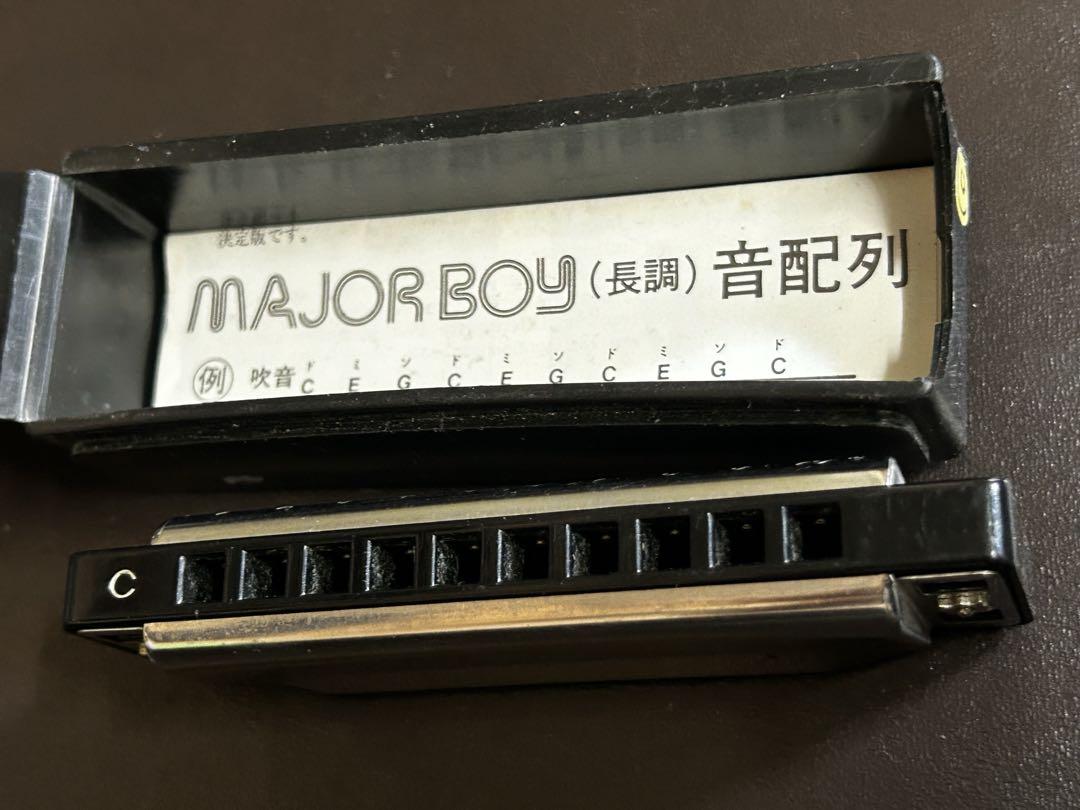 決定版です。
MAJOR BOY (長調) 音配列
ド ミ ソ ド ミ ソ ド ミ ソ ド
例 吹音 C E G C E G C E G C
C